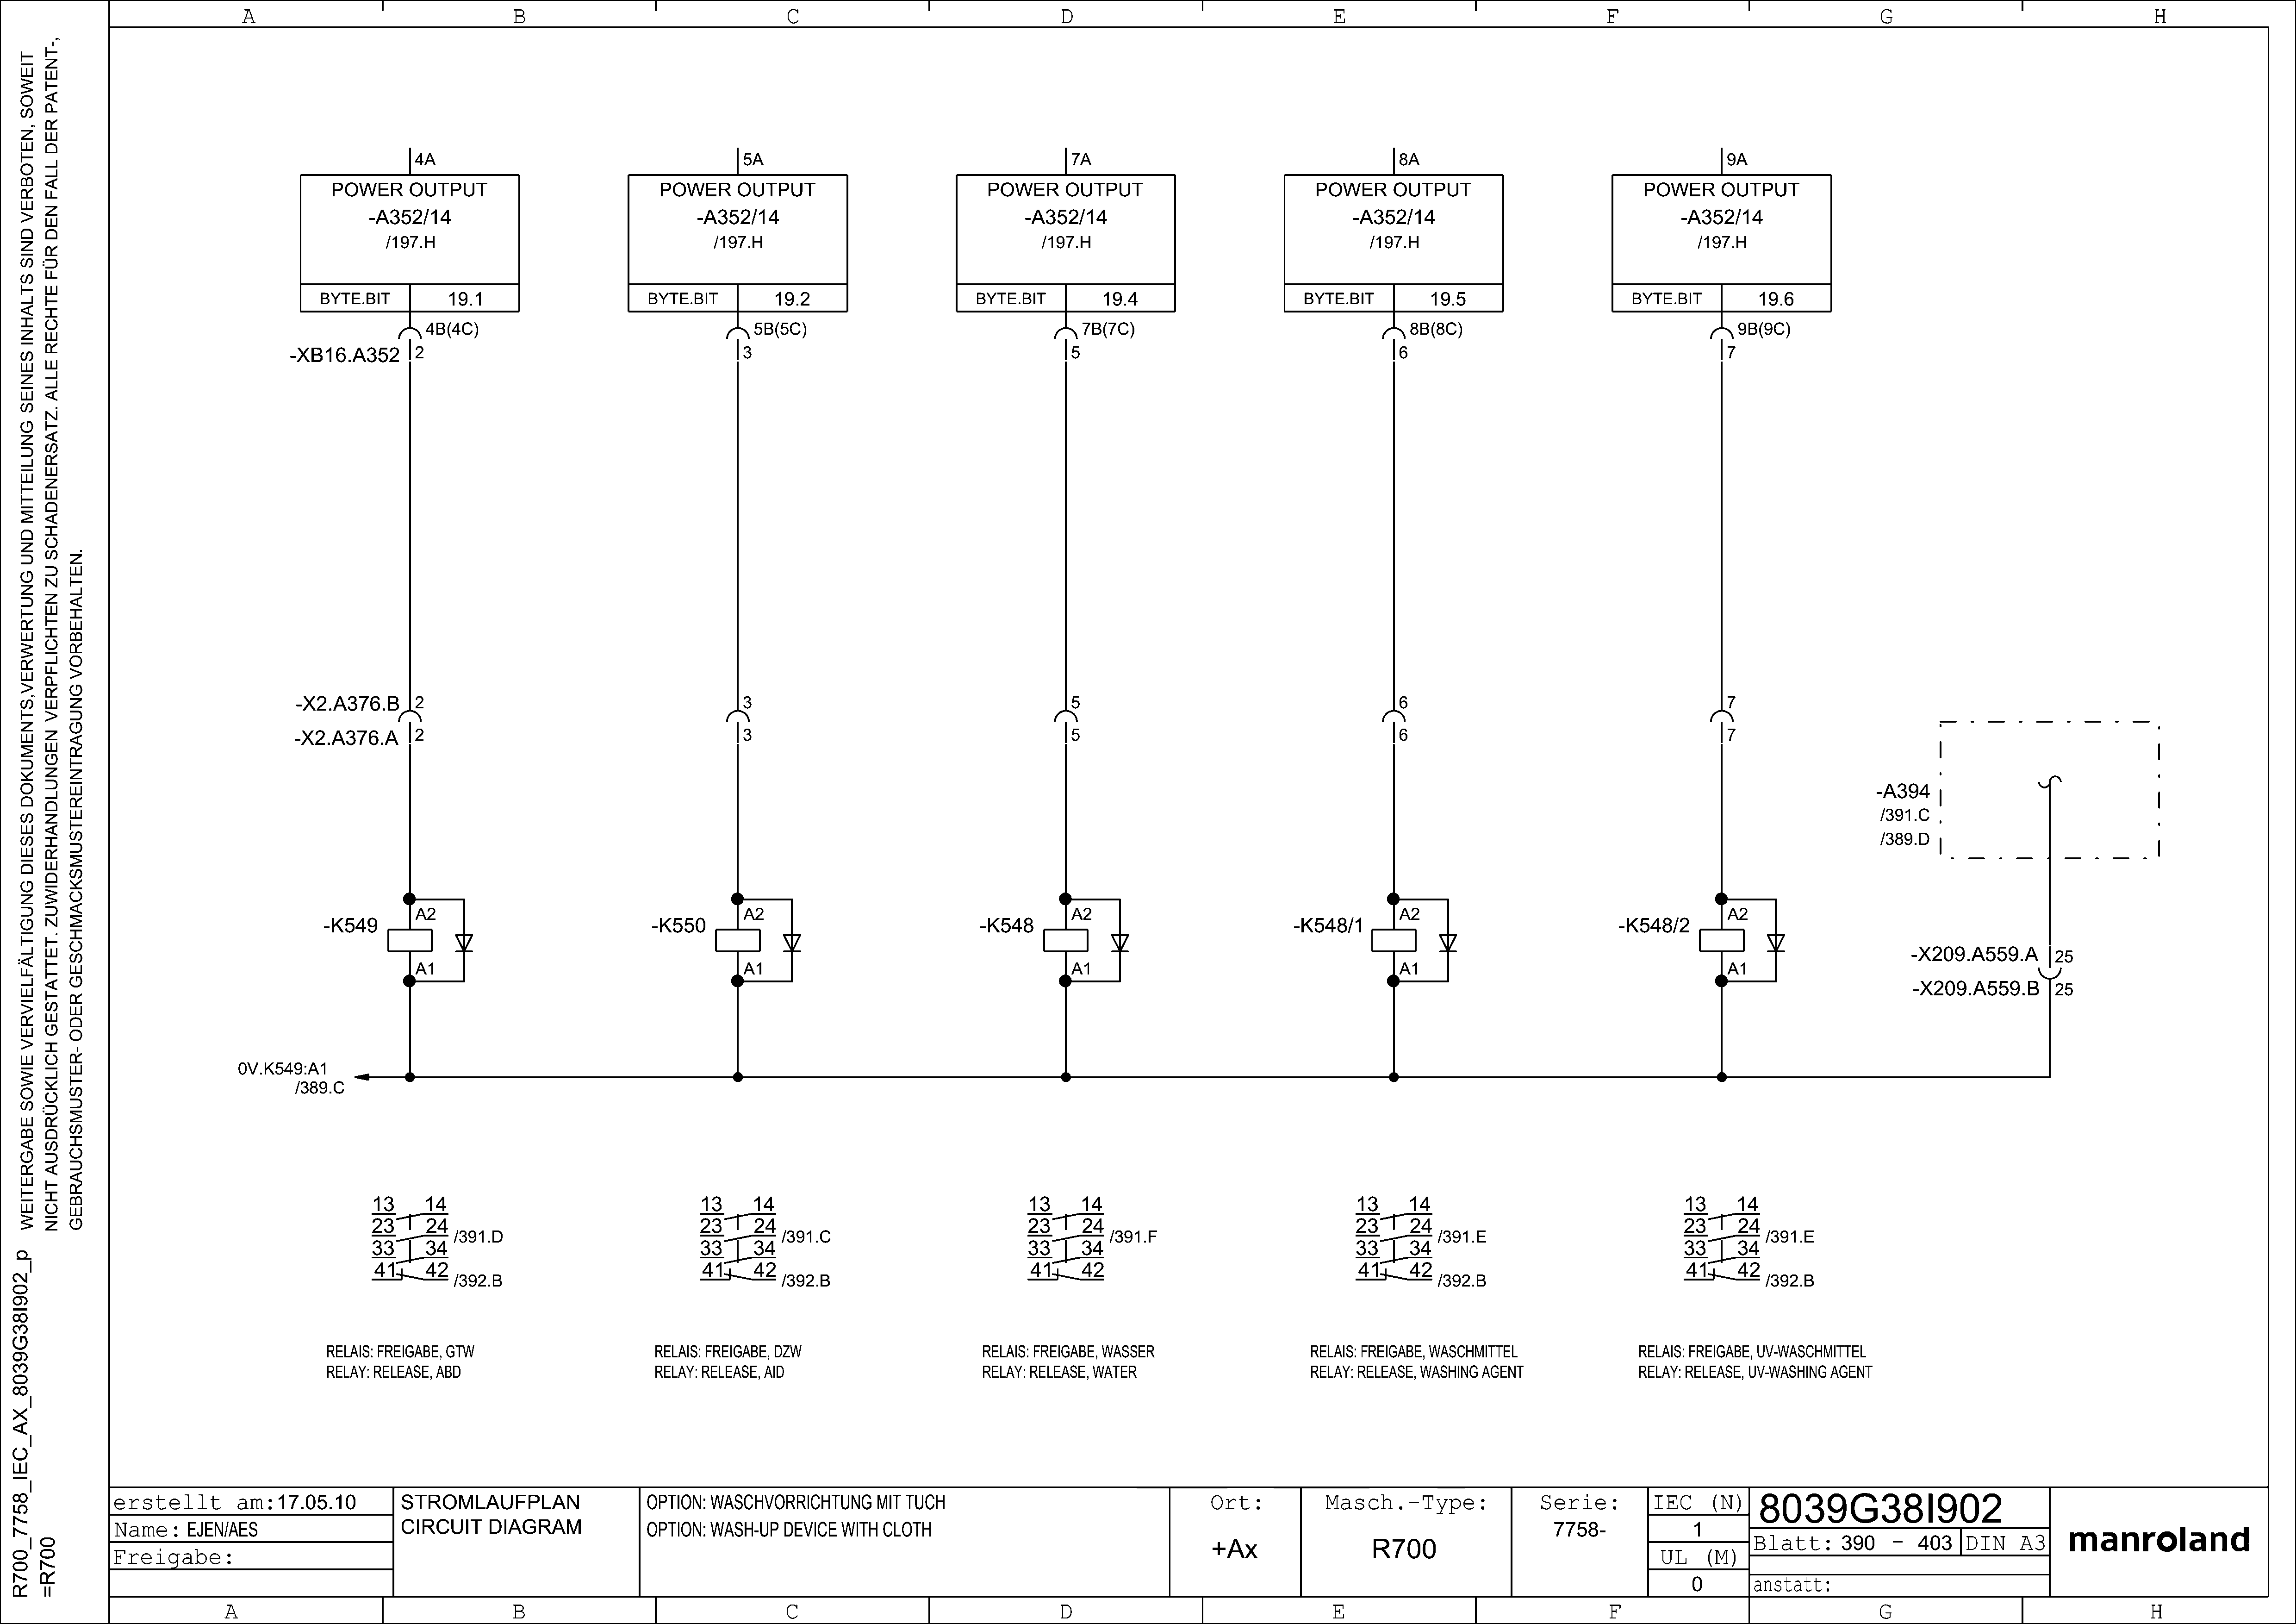 A B C D E F G H
WEITERGABE SOWIE VERVIELFÄLTIGUNG DIESES DOKUMENTS,VERWERTUNG UND MITTEILUNG SEINES INHALTS SIND VERBOTEN, SOWEIT
NICHT AUSDRÜCKLICH GESTATTET. ZUWIDERHANDLUNGEN VERPFLICHTEN ZU SCHADENERSATZ. ALLE RECHTE FÜR DEN FALL DER PATENT-,
GEBRAUCHSMUSTER- ODER GESCHMACKSMUSTEREINTRAGUNG VORBEHALTEN.
R700_7758_IEC_AX_8039G38I902_p
=R700
4A 5A 7A 8A 9A
POWER OUTPUT POWER OUTPUT POWER OUTPUT POWER OUTPUT POWER OUTPUT
-A352/14 -A352/14 -A352/14 -A352/14 -A352/14
/197.H /197.H /197.H /197.H /197.H
BYTE.BIT 19.1 BYTE.BIT 19.2 BYTE.BIT 19.4 BYTE.BIT 19.5 BYTE.BIT 19.6
4B(4C) 5B(5C) 7B(7C) 8B(8C) 9B(9C)
-XB16.A352 2 3 5 6 7
-X2.A376.B 2 3 5 6 7
-X2.A376.A 2 3 5 6 7
-A394
/391.C
/389.D
A2 A2 A2 A2 A2
-K549 -K550 -K548 -K548/1 -K548/2
A1 A1 A1 A1 A1
-X209.A559.A 25
-X209.A559.B 25
0V.K549:A1
/389.C
13 14 13 14 13 14 13 14 13 14
23 24 /391.D 23 24 /391.C 23 24 /391.F 23 24 /391.E 23 24 /391.E
33 34 33 34 33 34 33 34 33 34
41 42 /392.B 41 42 /392.B 41 42 41 42 /392.B 41 42 /392.B
RELAIS: FREIGABE, GTW RELAIS: FREIGABE, DZW RELAIS: FREIGABE, WASSER RELAIS: FREIGABE, WASCHMITTEL RELAIS: FREIGABE, UV-WASCHMITTEL
RELAY: RELEASE, ABD RELAY: RELEASE, AID RELAY: RELEASE, WATER RELAY: RELEASE, WASHING AGENT RELAY: RELEASE, UV-WASHING AGENT
erstellt am:17.05.10
Name: EJEN/AES
Freigabe:
STROMLAUFPLAN
CIRCUIT DIAGRAM
OPTION: WASCHVORRICHTUNG MIT TUCH
OPTION: WASH-UP DEVICE WITH CLOTH
Ort:
+Ax
Masch.-Type:
R700
Serie:
7758-
IEC (N)
1
UL (M)
0
8039G38I902
Blatt: 390 - 403 DIN A3
anstatt:
manroland
A B C D E F G H